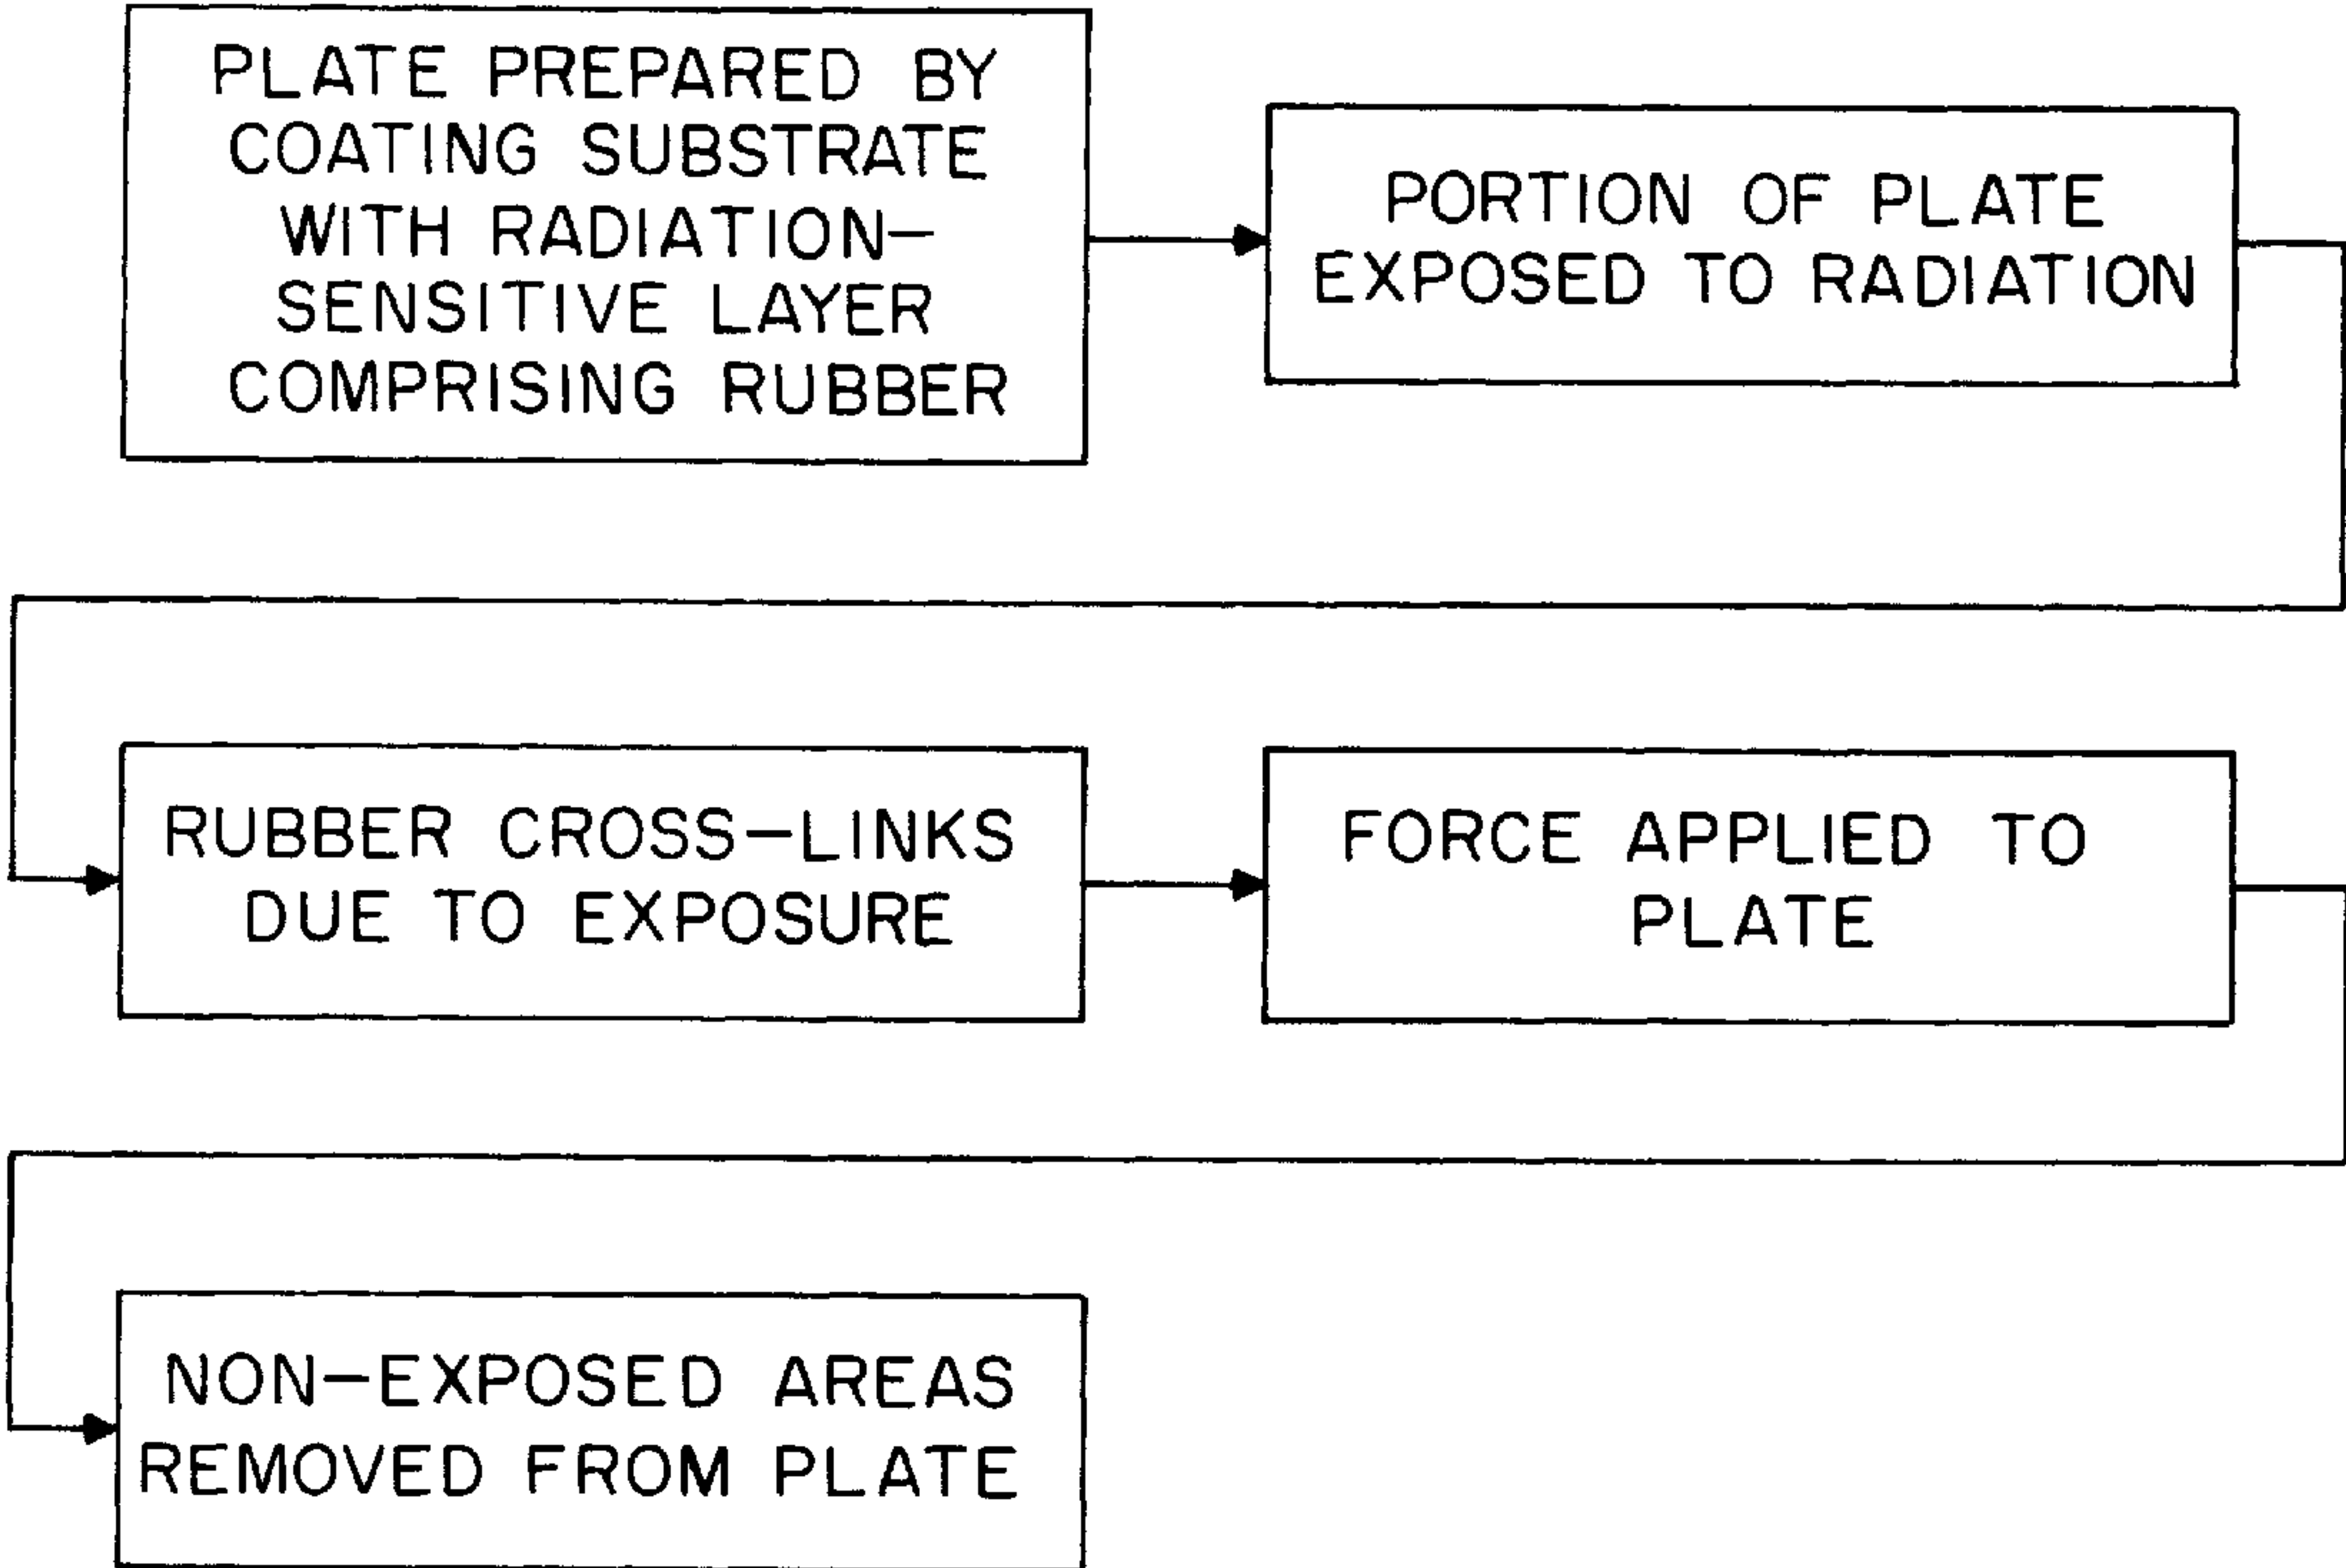 PLATE PREPARED BY
COATING SUBSTRATE
WITH RADIATION—
SENSITIVE LAYER
COMPRISING RUBBER
PORTION OF PLATE
EXPOSED TO RADIATION
RUBBER CROSS—LINKS
DUE TO EXPOSURE
FORCE APPLIED TO
PLATE
NON—EXPOSED AREAS
REMOVED FROM PLATE